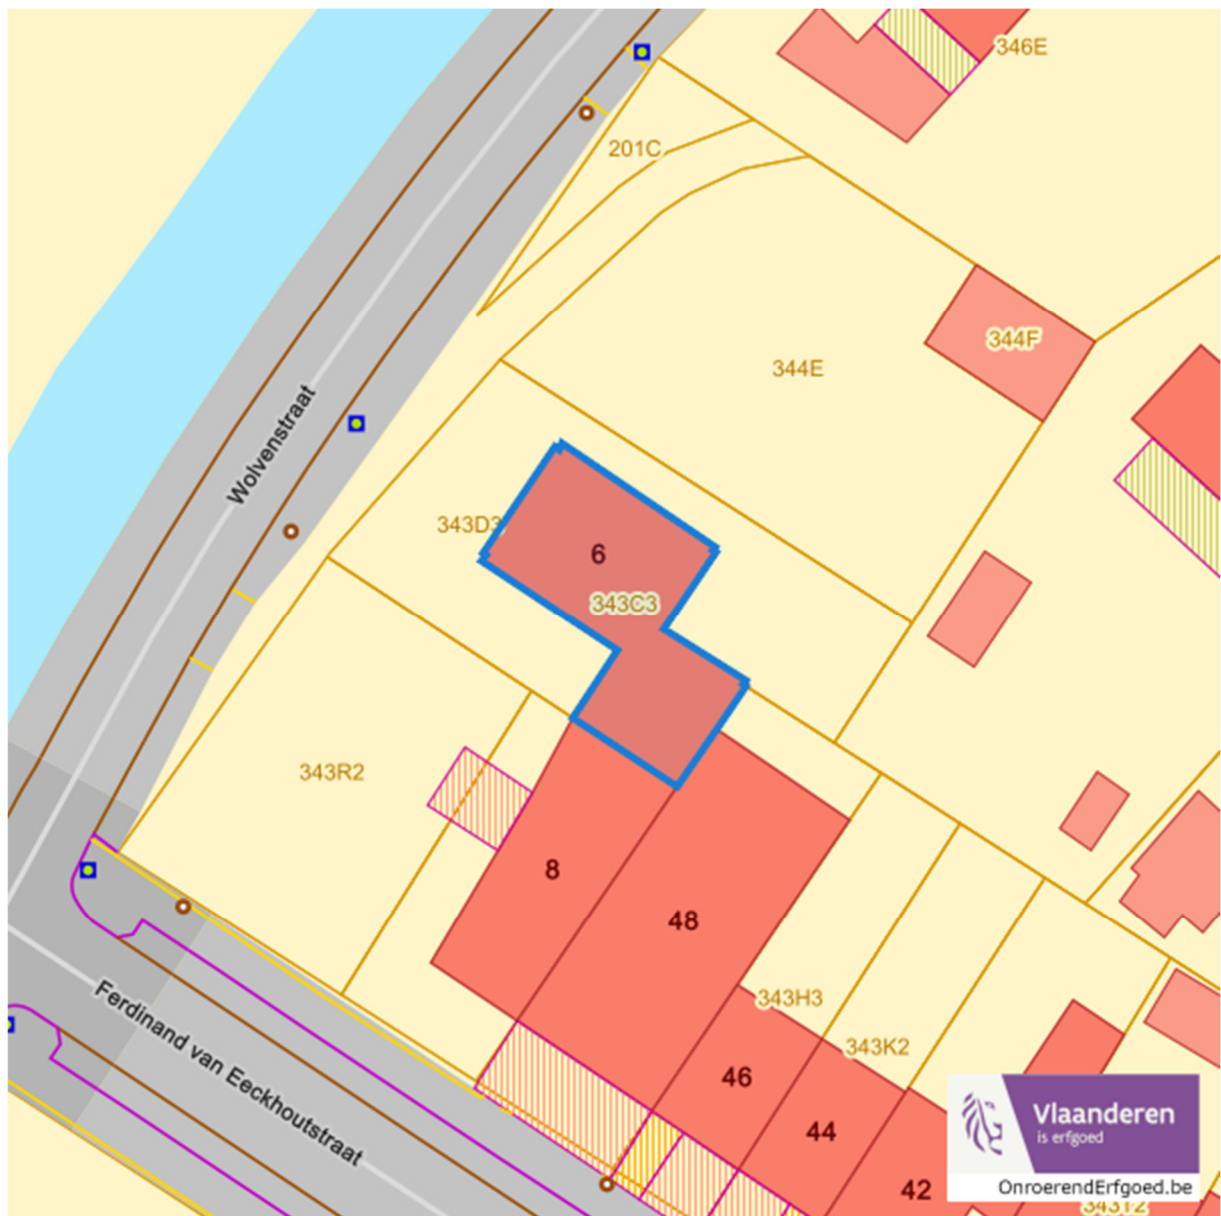 346E
201C
Wolvenstraat
344F
344E
343D3
6
343C3
343R2
8
48
343H3
Ferdinand van Eeckhoutstraat
343K2
46
44
42
Vlaanderen
is erfgoed
OnroerendErfgoed.be